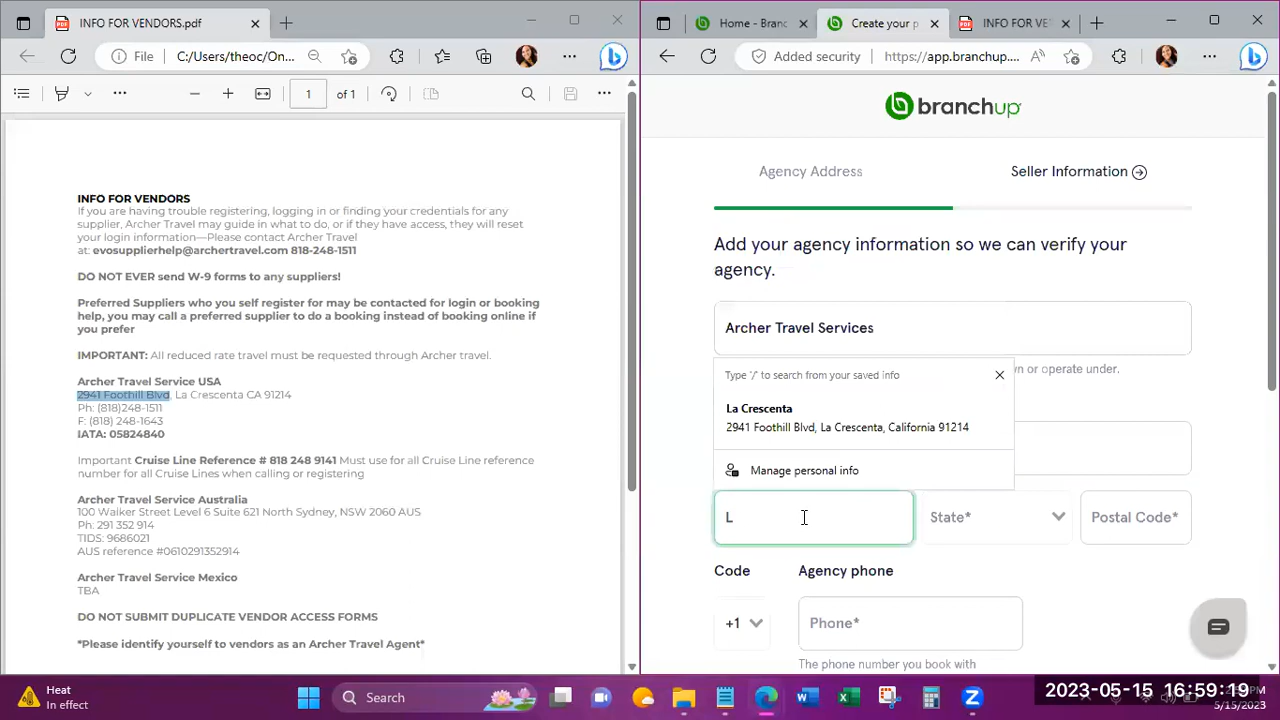 INFO FOR VENDORS.pdf
Home - Branc
Create your p
INFO FOR VE
File
C:/Users/theoc/On...
Added security
https://app.branchup....
1
of 1
INFO FOR VENDORS
If you are having trouble registering, logging in or finding your credentials for any
supplier, Archer Travel may guide in what to do, or if they have access, they will reset
your login information—Please contact Archer Travel
at: evosupplierhelp@archertravel.com 818-248-1511
DO NOT EVER send W-9 forms to any suppliers!
Preferred Suppliers who you self register for may be contacted for login or booking
help, you may call a preferred supplier to do a booking instead of booking online if
you prefer
IMPORTANT: All reduced rate travel must be requested through Archer travel.
Archer Travel Service USA
2941 Foothill Blvd, La Crescenta CA 91214
Ph: (818)248-1511
F: (818) 248-1643
IATA: 05824840
Important Cruise Line Reference # 818 248 9141 Must use for all Cruise Line reference
number for all Cruise Lines when calling or registering
Archer Travel Service Australia
100 Walker Street Level 6 Suite 621 North Sydney, NSW 2060 AUS
Ph: 291 352 914
TIDS: 9686021
AUS reference #0610291352914
Archer Travel Service Mexico
TBA
DO NOT SUBMIT DUPLICATE VENDOR ACCESS FORMS
*Please identify yourself to vendors as an Archer Travel Agent*
branchup
Agency Address
Seller Information
Add your agency information so we can verify your
agency.
Archer Travel Services
wn or operate under.
Type '/' to search from your saved info
La Crescenta
2941 Foothill Blvd, La Crescenta, California 91214
Manage personal info
L
State*
Postal Code*
Code
Agency phone
+1
Phone*
The phone number you book with
Heat
In effect
Search
2023-05-15 16:59:19
PM
5/15/2023